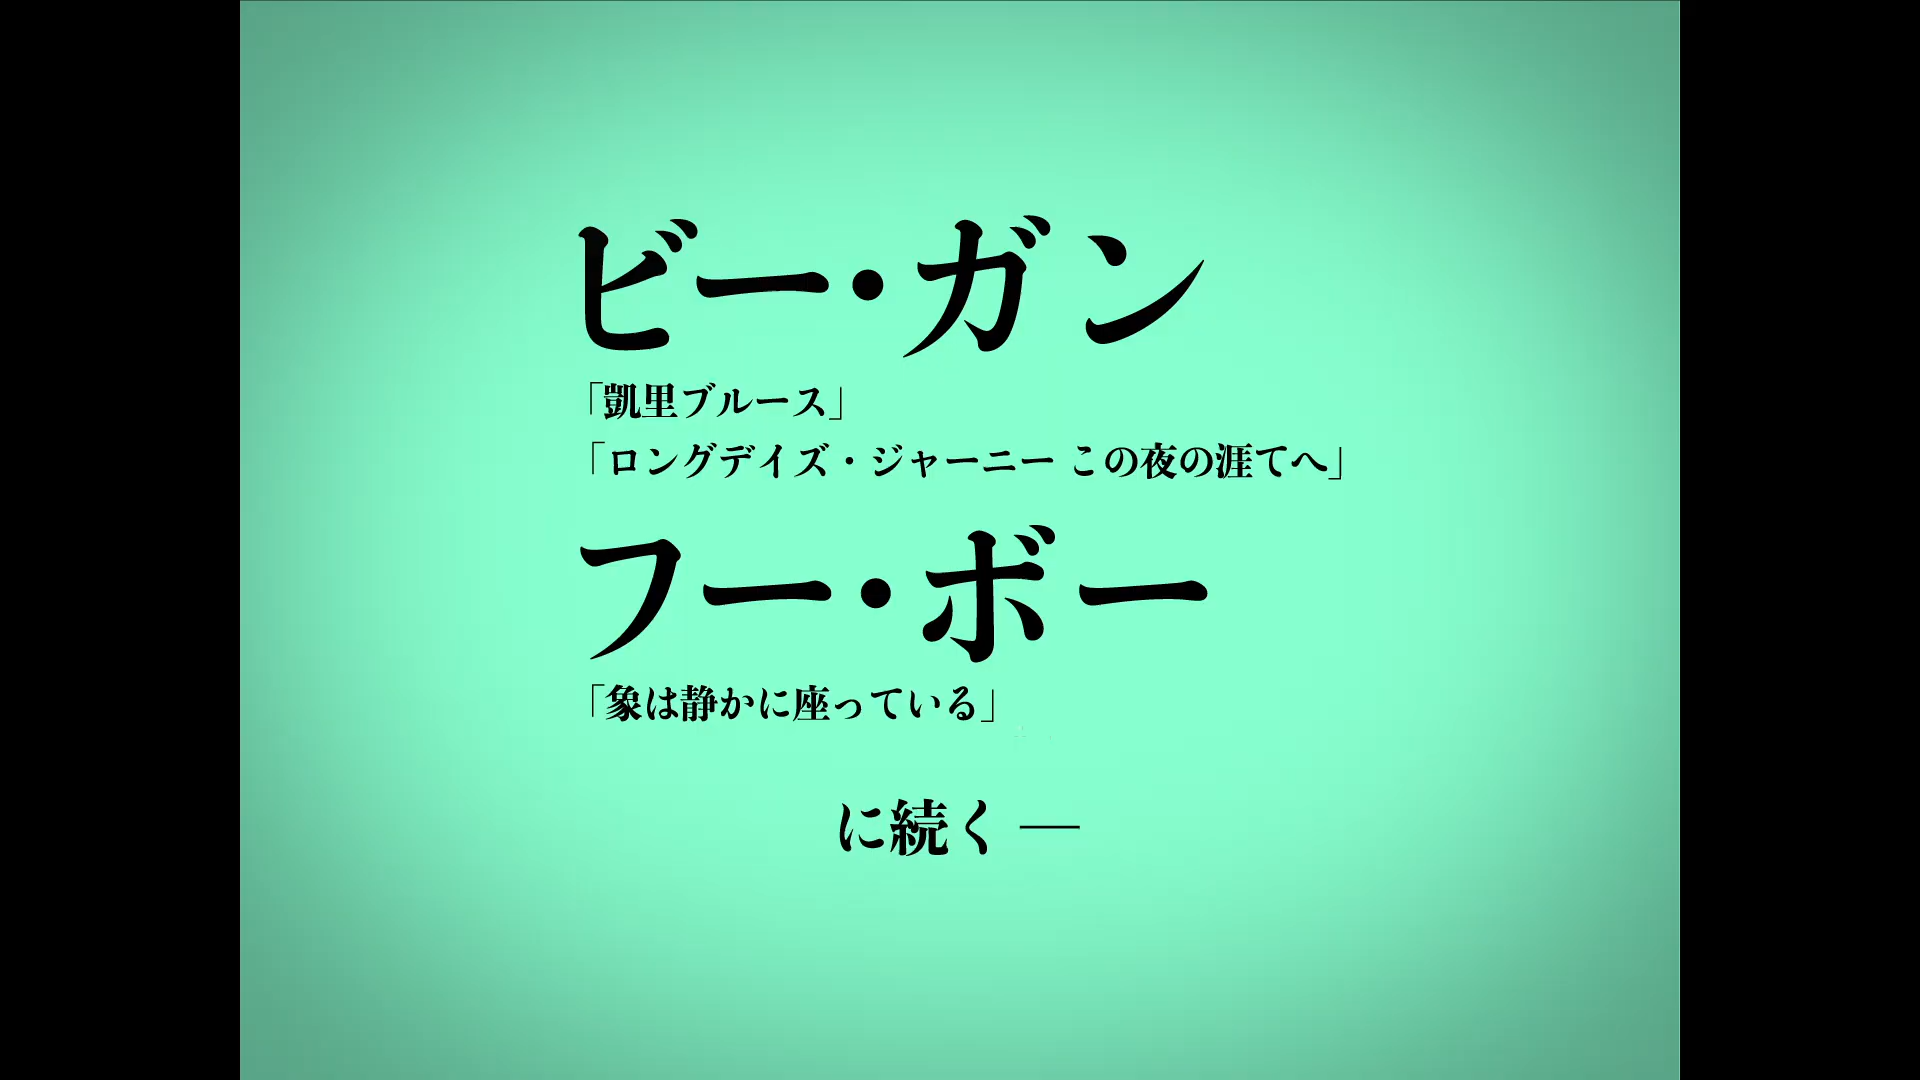 ビー・ガン
「凱里ブルース」
「ロングデイズ・ジャーニー この夜の涯てへ」
フー・ボー
「象は静かに座っている」
に続く ―